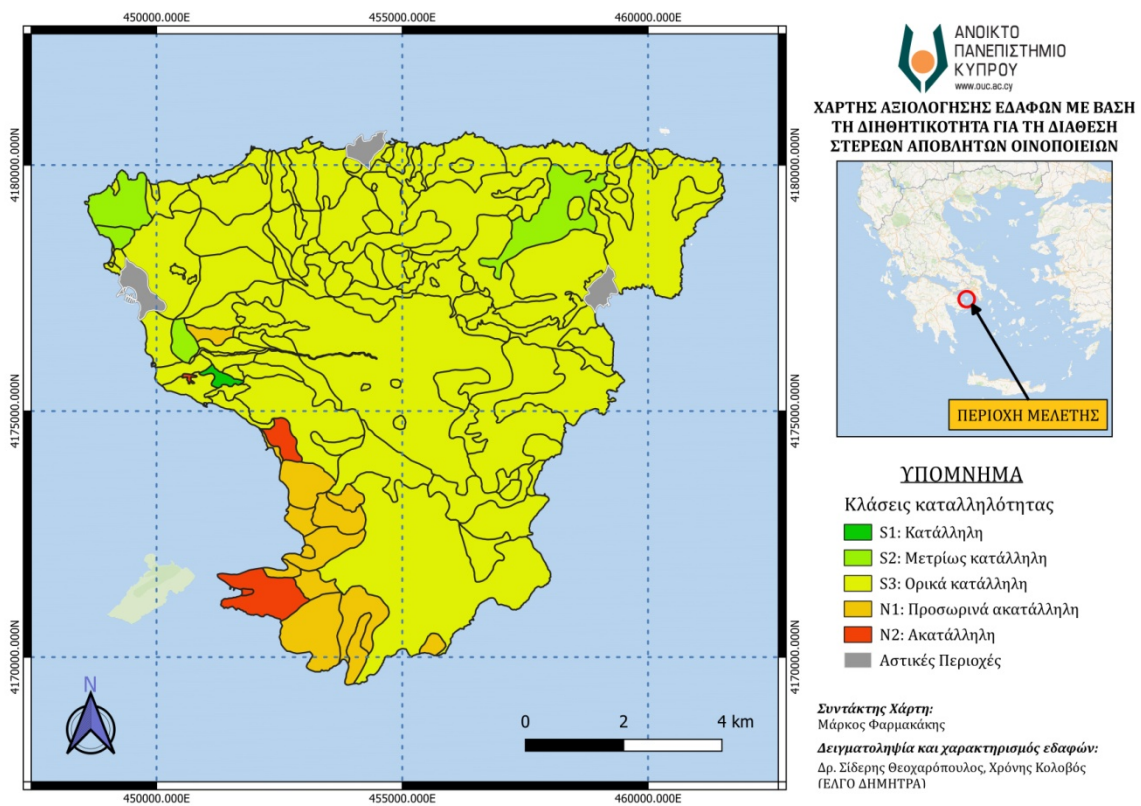 450000.000E
455000.000E
460000.000E
4180000.000N
4175000.000N
4170000.000N
4180000.000N
4175000.000N
4170000.000N
N
0
2
4 km
450000.000E
455000.000E
460000.000E
ΑΝΟΙΚΤΟ
ΠΑΝΕΠΙΣΤΗΜΙΟ
ΚΥΠΡΟΥ
www.ouc.ac.cy
ΧΑΡΤΗΣ ΑΞΙΟΛΟΓΗΣΗΣ ΕΔΑΦΩΝ ΜΕ ΒΑΣΗ
ΤΗ ΔΙΗΘΗΤΙΚΟΤΗΤΑ ΓΙΑ ΤΗ ΔΙΑΘΕΣΗ
ΣΤΕΡΕΩΝ ΑΠΟΒΛΗΤΩΝ ΟΙΝΟΠΟΙΕΙΩΝ
ΠΕΡΙΟΧΗ ΜΕΛΕΤΗΣ
ΥΠΟΜΝΗΜΑ
Κλάσεις καταλληλότητας
S1: Κατάλληλη
S2: Μετρίως κατάλληλη
S3: Ορικά κατάλληλη
N1: Προσωρινά ακατάλληλη
N2: Ακατάλληλη
Αστικές Περιοχές
Συντάκτης Χάρτη:
Μάρκος Φαρμακάκης
Δειγματοληψία και χαρακτηρισμός εδαφών:
Δρ. Σίδερης Θεοχαρόπουλος, Χρόνης Κολοβός
(ΕΛΓΟ ΔΗΜΗΤΡΑ)